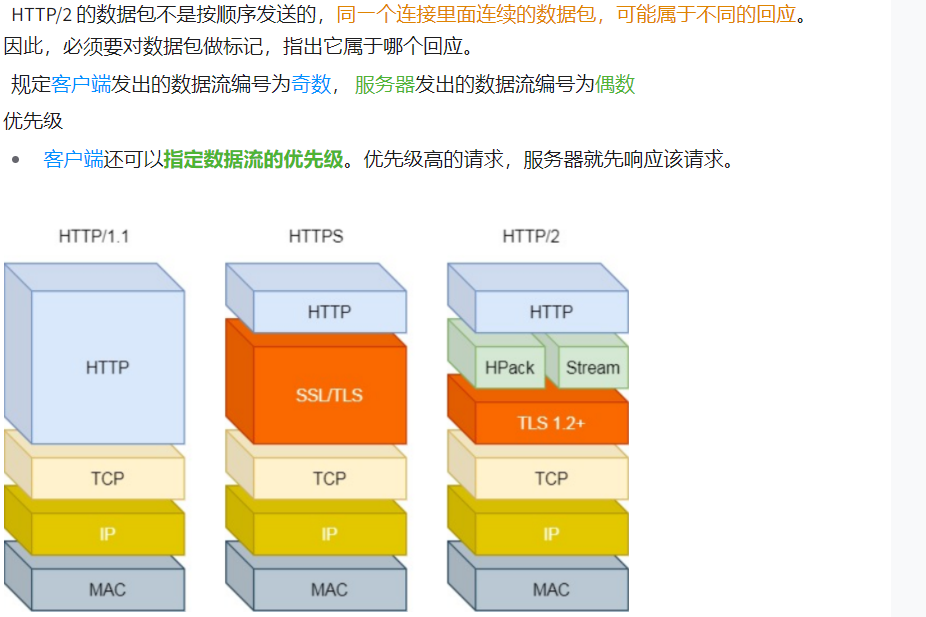 HTTP/2 的数据包不是按顺序发送的，同一个连接里面连续的数据包，可能属于不同的回应。
因此，必须要对数据包做标记，指出它属于哪个回应。
规定客户端发出的数据流编号为奇数， 服务器发出的数据流编号为偶数
优先级
• 客户端还可以指定数据流的优先级。优先级高的请求，服务器就先响应该请求。
HTTP/1.1
HTTPS
HTTP/2
HTTP
TCP
IP
MAC
HTTP
SSL/TLS
TCP
IP
MAC
HTTP
HPack
Stream
TLS 1.2+
TCP
IP
MAC